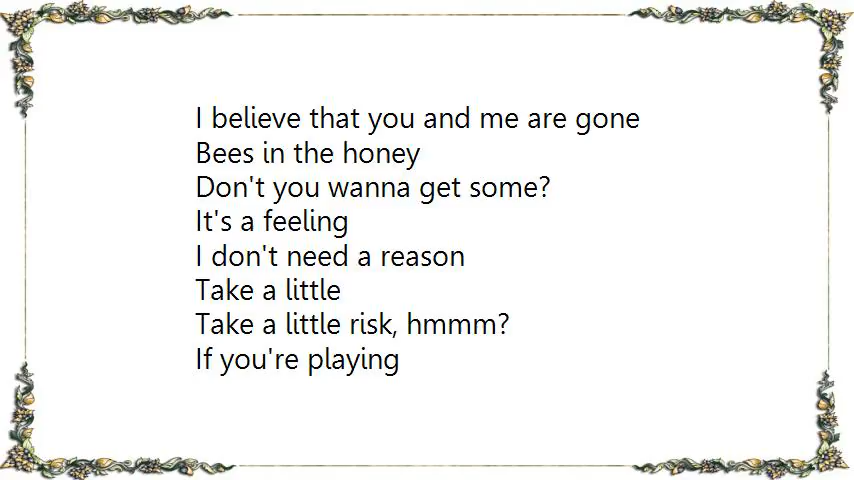 I believe that you and me are gone
Bees in the honey
Don't you wanna get some?
It's a feeling
I don't need a reason
Take a little
Take a little risk, hmmm?
If you're playing